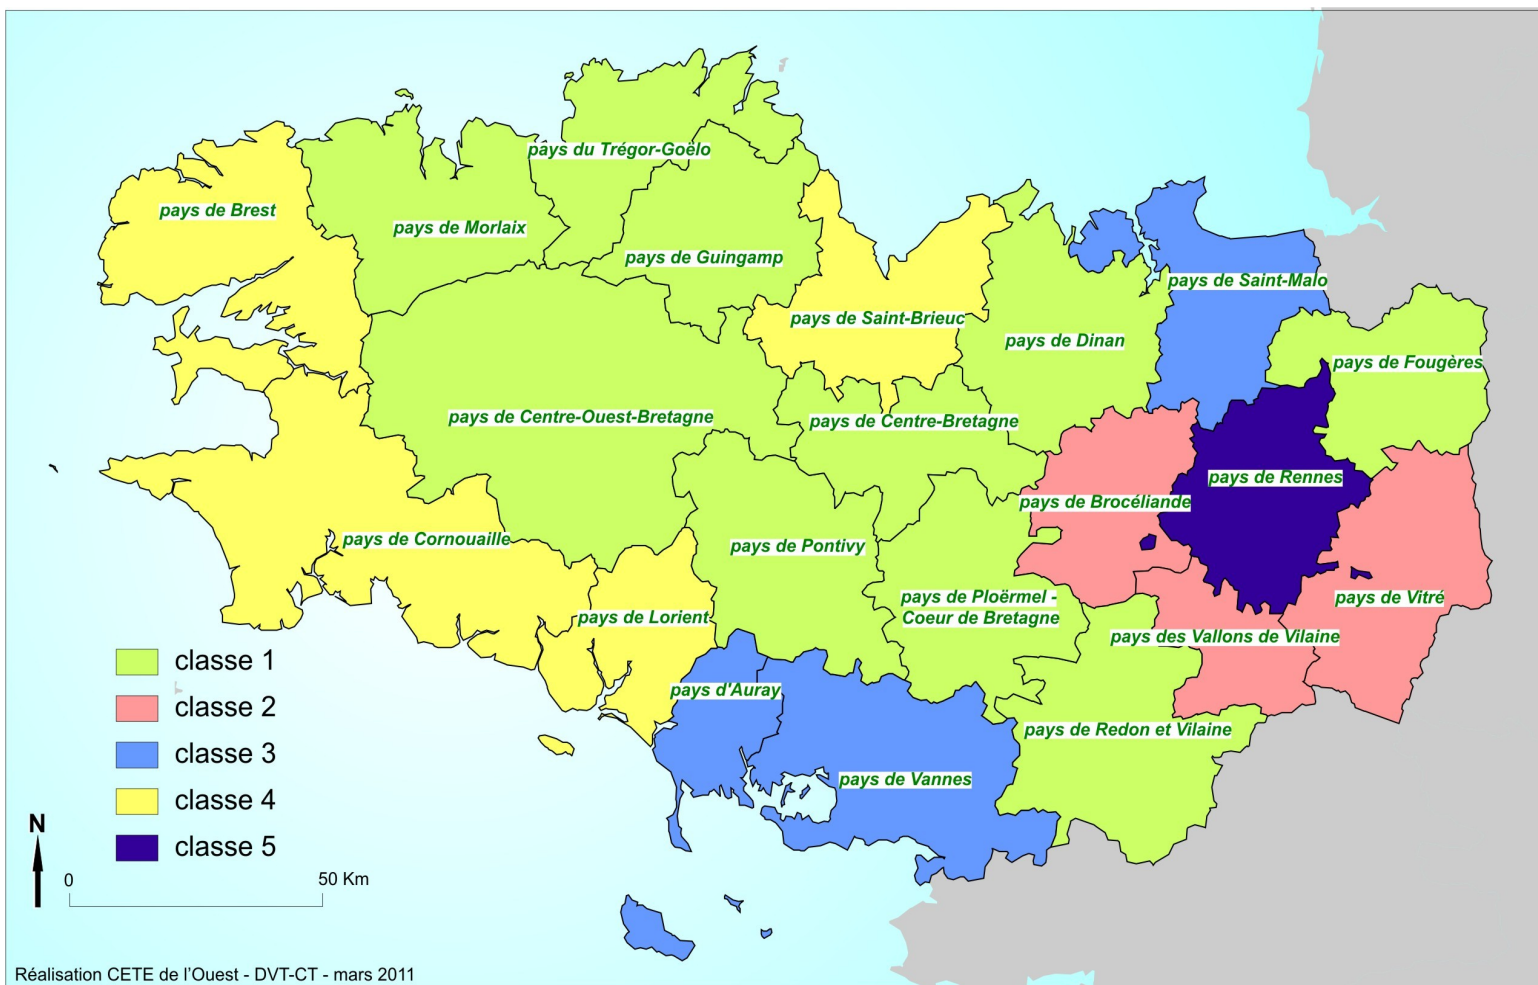 pays du Trégor-Goëlo
pays de Brest
pays de Morlaix
pays de Guingamp
pays de Saint-Malo
pays de Saint-Brieuc
pays de Dinan
pays de Fougères
pays de Centre-Ouest-Bretagne
pays de Centre-Bretagne
pays de Rennes
pays de Brocéliande
pays de Cornouaille
pays de Pontivy
pays de Ploërmel -
Coeur de Bretagne
pays de Vitré
pays de Lorient
pays des Vallons de Vilaine
pays d'Auray
pays de Redon et Vilaine
pays de Vannes
classe 1
classe 2
classe 3
classe 4
classe 5
N
0 50 Km
Réalisation CETE de l'Ouest - DVT-CT - mars 2011